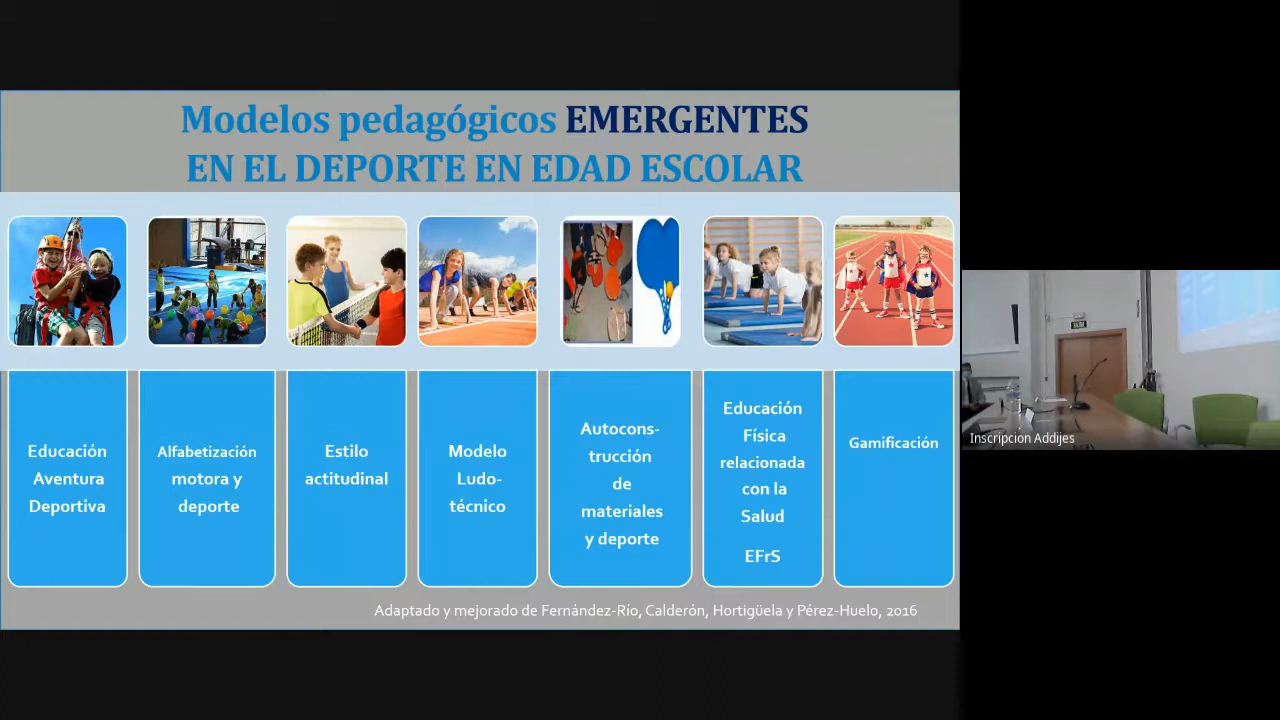 Modelos pedagógicos EMERGENTES
EN EL DEPORTE EN EDAD ESCOLAR
Educación
Aventura
Deportiva
Alfabetización
motora y
deporte
Estilo
actitudinal
Modelo
Ludo-
técnico
Autocons-
trucción
de
materiales
y deporte
Educación
Física
relacionada
con la
Salud
EFrS
Gamificación
Adaptado y mejorado de Fernández-Río, Calderón, Hortigüela y Pérez-Huelo, 2016
SALIDA
Inscripcion Addijes